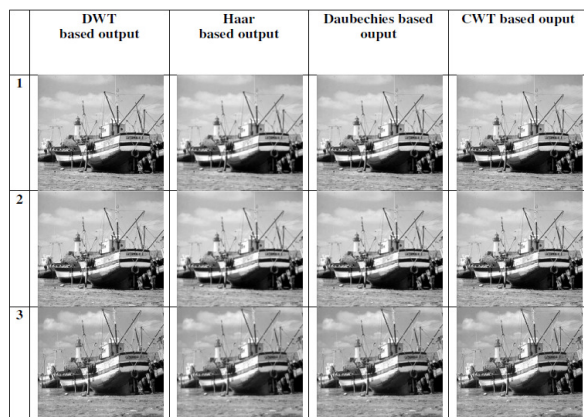 DWT
based output
Haar
based output
Daubechies based
ouput
CWT based ouput
1
2
3